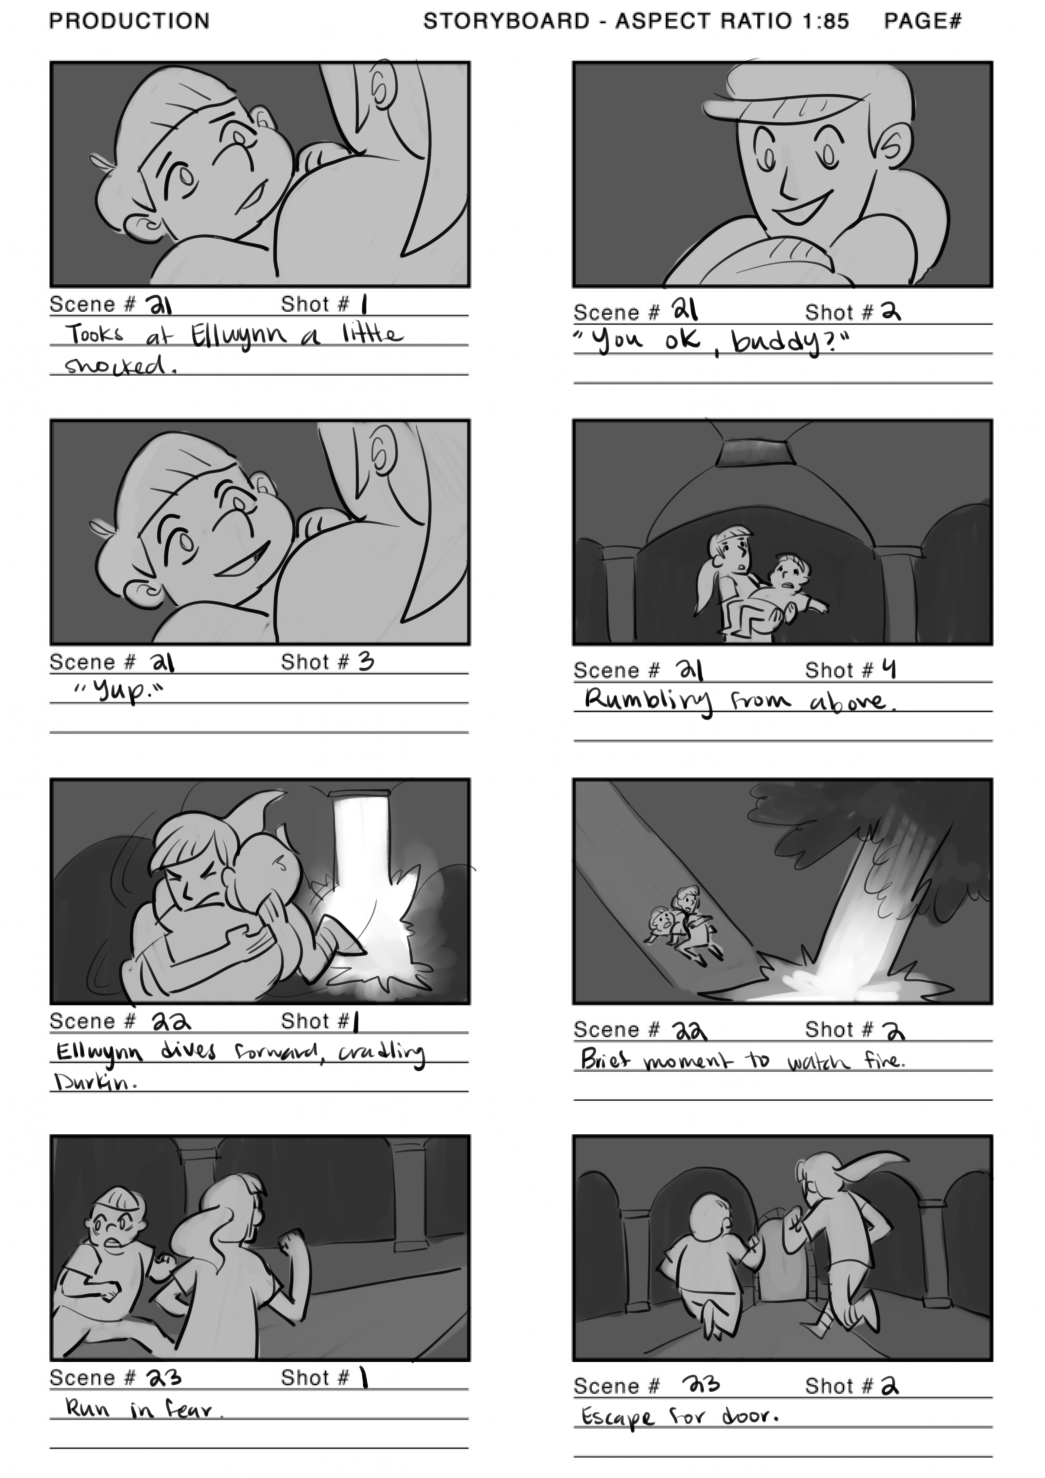 PRODUCTION STORYBOARD - ASPECT RATIO 1:85 PAGE#
Scene # 21 Shot # 1
Tooks at Ellwynn a little
shocked.
Scene # 21 Shot # 2
"You ok, buddy?"
Scene # 21 Shot # 3
"Yup."
Scene # 21 Shot # 4
Rumbling from above.
Scene # 22 Shot # 1
Ellwynn dives forward, cradling
Durkin.
Scene # 22 Shot # 2
Brief moment to watch fire.
Scene # 23 Shot # 1
Run in fear.
Scene # 23 Shot # 2
Escape for door.